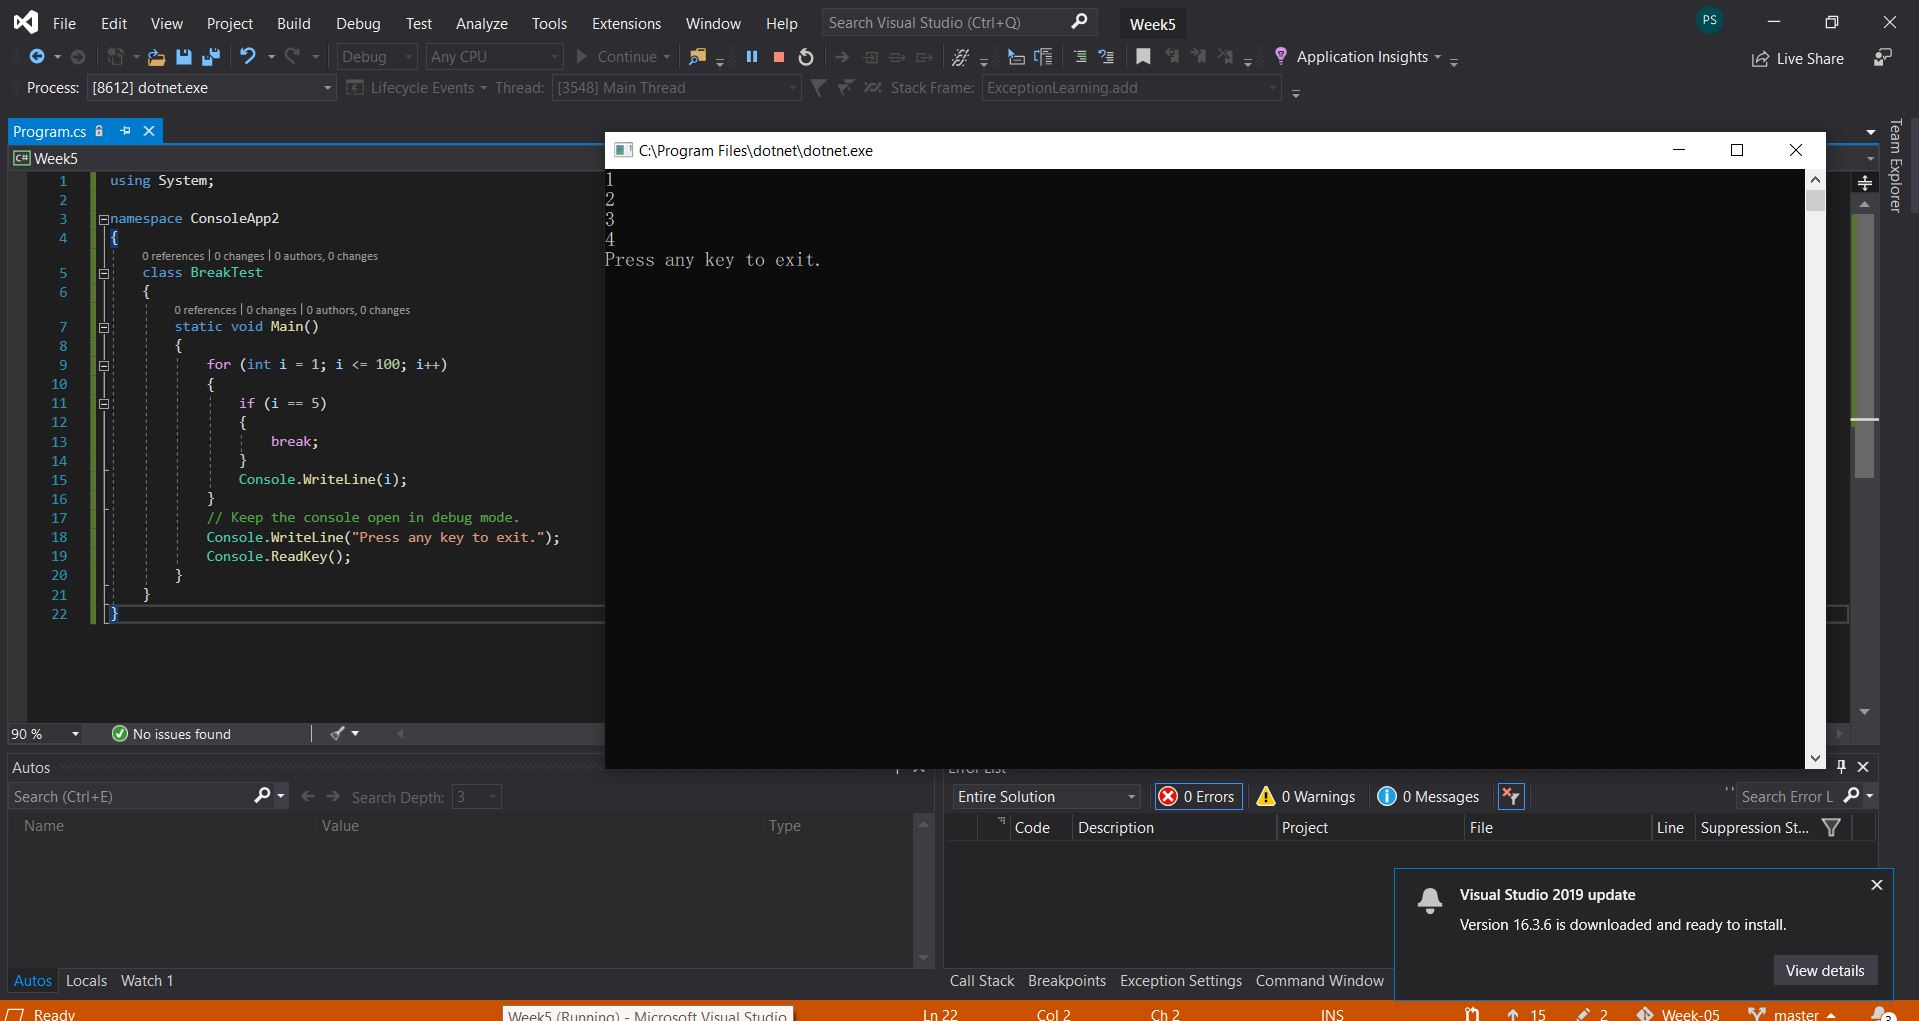 File Edit View Project Build Debug Test Analyze Tools Extensions Window Help Search Visual Studio (Ctrl+Q) Week5 PS
Debug Any CPU Continue Application Insights Live Share
Process: [8612] dotnet.exe Lifecycle Events Thread: [3548] Main Thread Stack Frame: ExceptionLearning.add
Program.cs
C# Week5
1 using System;
2
3 namespace ConsoleApp2
4 {
0 references | 0 changes | 0 authors, 0 changes
5 class BreakTest
6 {
0 references | 0 changes | 0 authors, 0 changes
7 static void Main()
8 {
9 for (int i = 1; i <= 100; i++)
10 {
11 if (i == 5)
12 {
13 break;
14 }
15 Console.WriteLine(i);
16 }
17 // Keep the console open in debug mode.
18 Console.WriteLine("Press any key to exit.");
19 Console.ReadKey();
20 }
21 }
22 }
C:\Program Files\dotnet\dotnet.exe
1
2
3
4
Press any key to exit.
Team Explorer
90 % No issues found
Autos
Search (Ctrl+E) Search Depth: 3
Name Value Type
Autos Locals Watch 1
Error List
Entire Solution 0 Errors 0 Warnings 0 Messages Search Error L
Code Description Project File Line Suppression St...
Call Stack Breakpoints Exception Settings Command Window
Visual Studio 2019 update
Version 16.3.6 is downloaded and ready to install.
View details
Ready Week5 (Running) - Microsoft Visual Studio Ln 22 Col 2 Ch 2 INS 15 2 Week-05 master 3